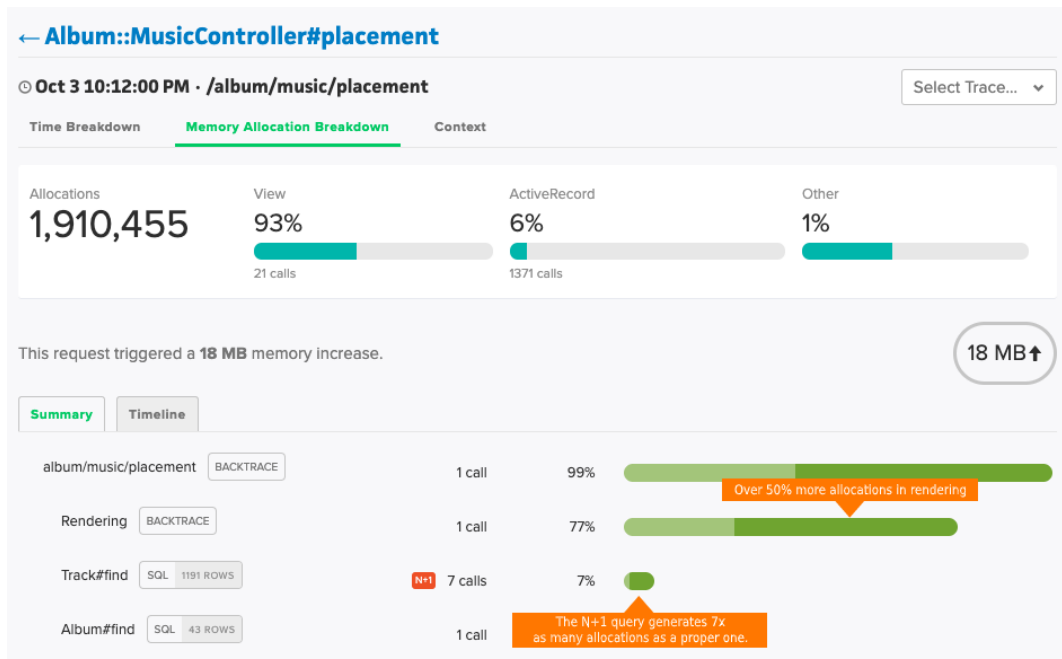 ← Album::MusicController#placement
Oct 3 10:12:00 PM · /album/music/placement
Select Trace...
Time Breakdown Memory Allocation Breakdown Context
Allocations View ActiveRecord Other
1,910,455 93% 6% 1%
21 calls 1371 calls
This request triggered a 18 MB memory increase.
18 MB↑
Summary Timeline
album/music/placement BACKTRACE 1 call 99%
Over 50% more allocations in rendering
Rendering BACKTRACE 1 call 77%
Track#find SQL 1191 ROWS N+1 7 calls 7%
The N+1 query generates 7x
as many allocations as a proper one.
Album#find SQL 43 ROWS 1 call